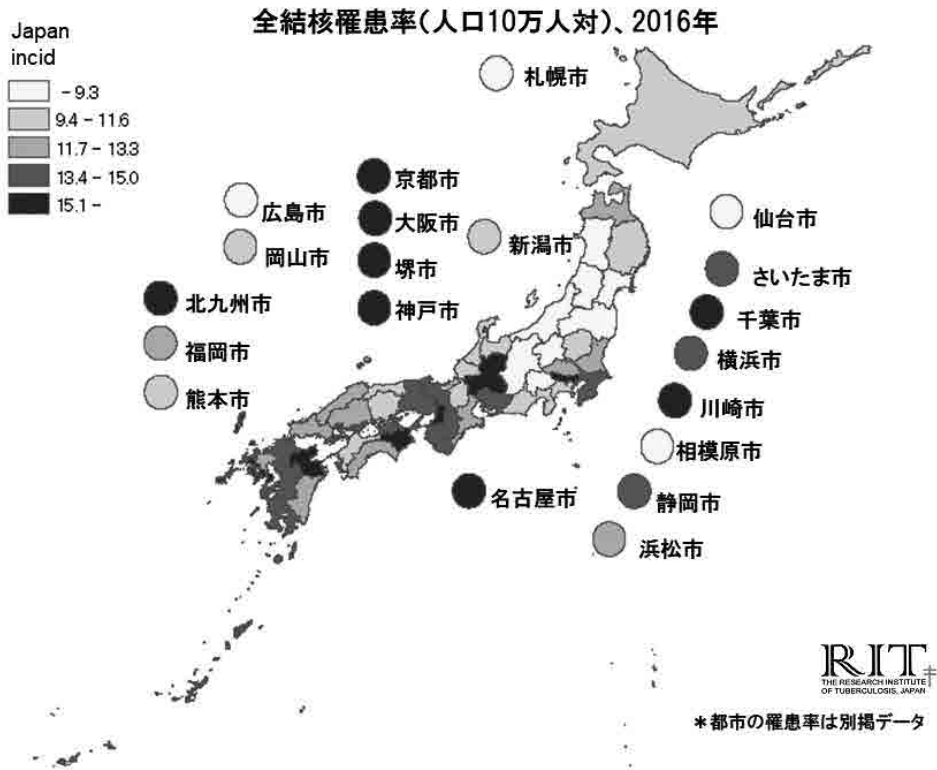 全結核罹患率(人口10万人対)、2016年
Japan
incid
- 9.3
9.4 - 11.6
11.7 - 13.3
13.4 - 15.0
15.1 -
札幌市
京都市
広島市
大阪市
仙台市
岡山市
新潟市
堺市
さいたま市
北九州市
神戸市
千葉市
福岡市
横浜市
熊本市
川崎市
相模原市
名古屋市
静岡市
浜松市
RIT
THE RESEARCH INSTITUTE
OF TUBERCULOSIS, JAPAN
*都市の罹患率は別掲データ